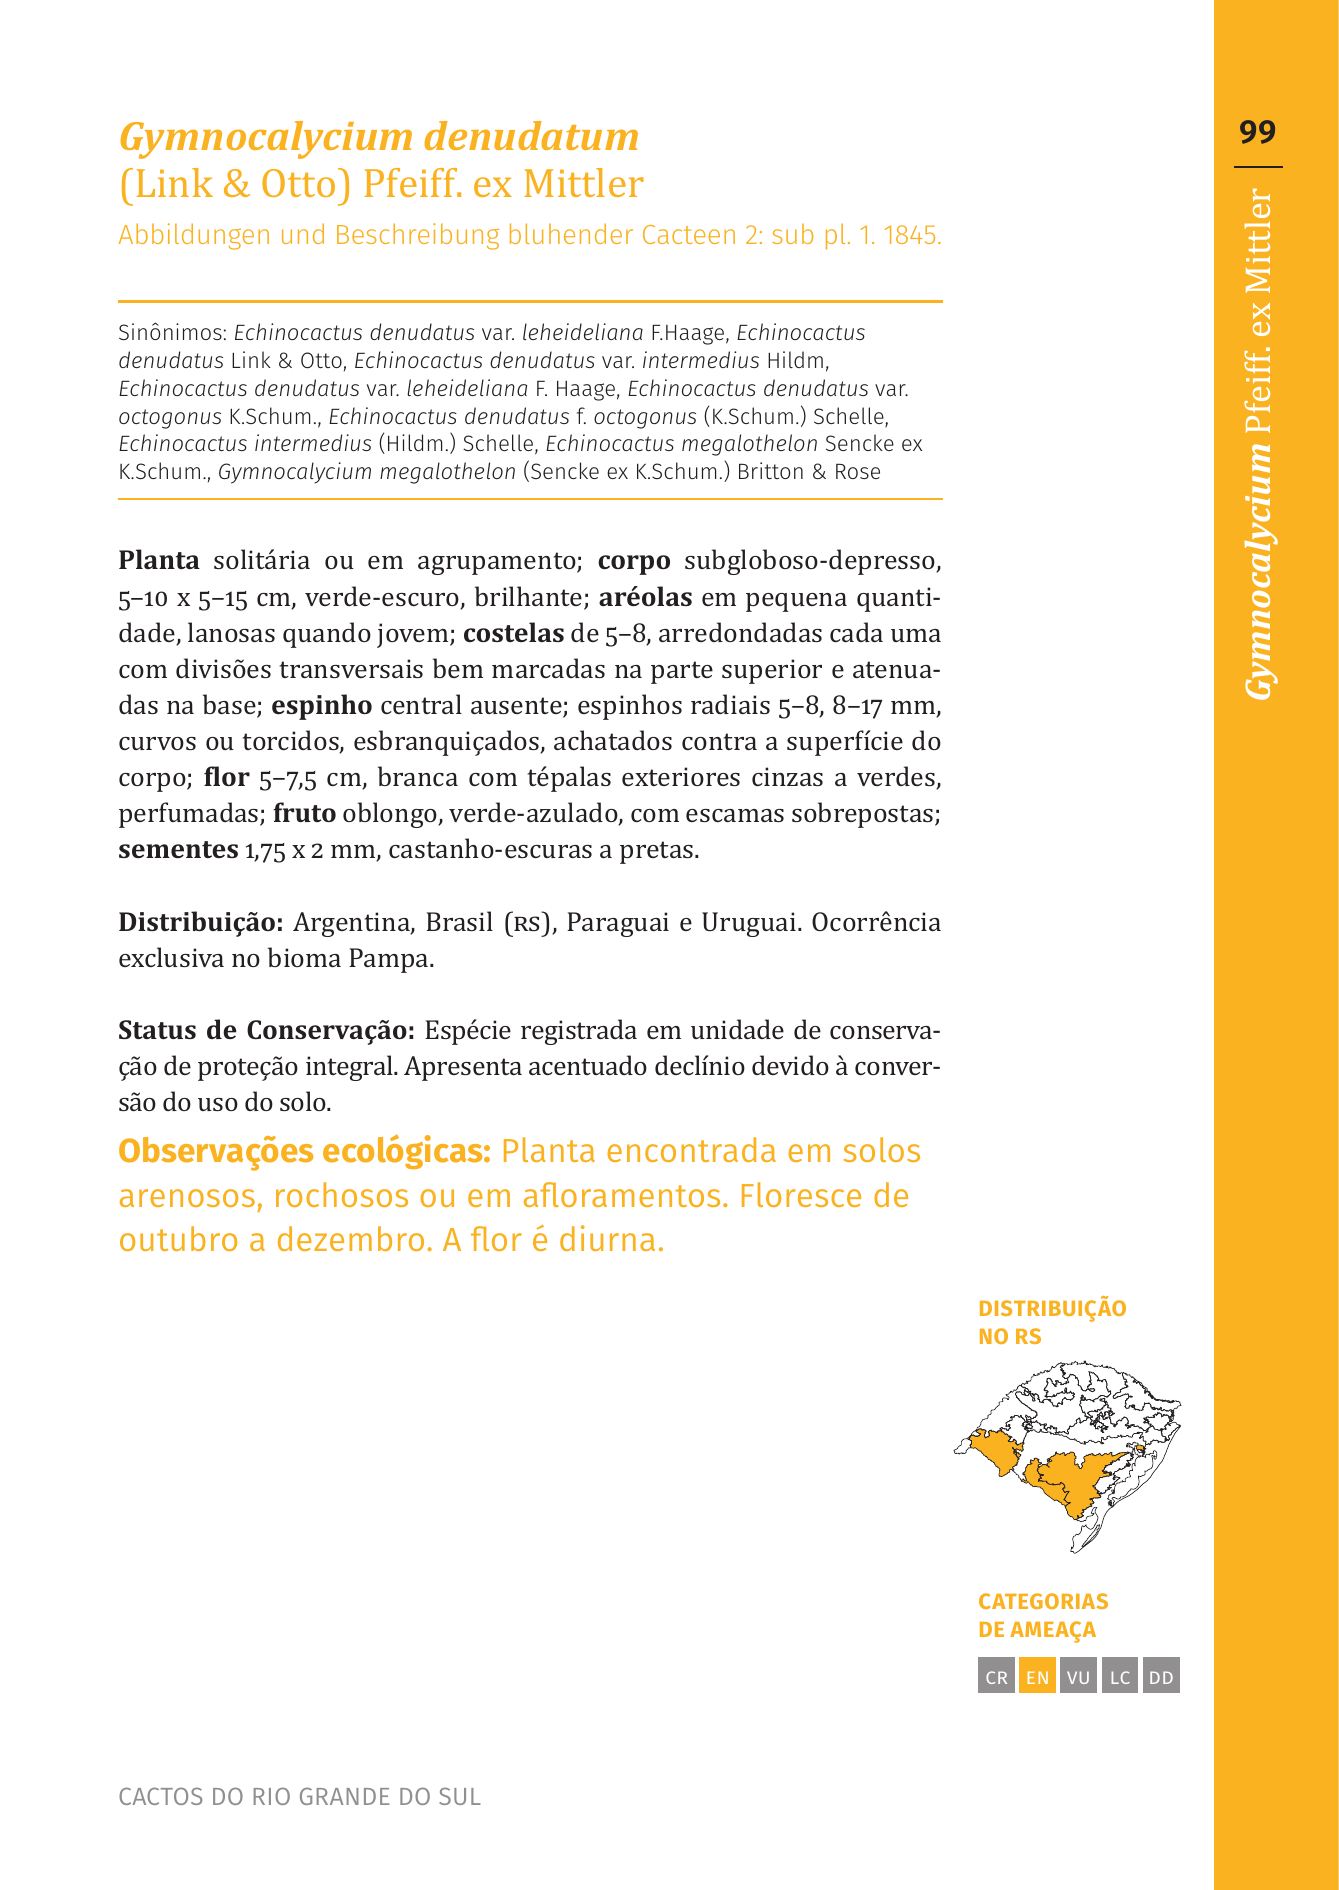 Gymnocalycium denudatum
(Link & Otto) Pfeiff. ex Mittler
Abbildungen und Beschreibung bluhender Cacteen 2: sub pl. 1. 1845.
Sinônimos: Echinocactus denudatus var. leheideliana F.Haage, Echinocactus
denudatus Link & Otto, Echinocactus denudatus var. intermedius Hildm,
Echinocactus denudatus var. leheideliana F. Haage, Echinocactus denudatus var.
octogonus K.Schum., Echinocactus denudatus f. octogonus (K.Schum.) Schelle,
Echinocactus intermedius (Hildm.) Schelle, Echinocactus megalothelon Sencke ex
K.Schum., Gymnocalycium megalothelon (Sencke ex K.Schum.) Britton & Rose
Planta solitária ou em agrupamento; corpo subgloboso-depresso,
5–10 x 5–15 cm, verde-escuro, brilhante; aréolas em pequena quanti-
dade, lanosas quando jovem; costelas de 5–8, arredondadas cada uma
com divisões transversais bem marcadas na parte superior e atenua-
das na base; espinho central ausente; espinhos radiais 5–8, 8–17 mm,
curvos ou torcidos, esbranquiçados, achatados contra a superfície do
corpo; flor 5–7,5 cm, branca com tépalas exteriores cinzas a verdes,
perfumadas; fruto oblongo, verde-azulado, com escamas sobrepostas;
sementes 1,75 x 2 mm, castanho-escuras a pretas.
Distribuição: Argentina, Brasil (RS), Paraguai e Uruguai. Ocorrência
exclusiva no bioma Pampa.
Status de Conservação: Espécie registrada em unidade de conserva-
ção de proteção integral. Apresenta acentuado declínio devido à conver-
são do uso do solo.
Observações ecológicas: Planta encontrada em solos
arenosos, rochosos ou em afloramentos. Floresce de
outubro a dezembro. A flor é diurna.
DISTRIBUIÇÃO
NO RS
CATEGORIAS
DE AMEAÇA
CR EN VU LC DD
CACTOS DO RIO GRANDE DO SUL
99
Gymnocalycium Pfeiff. ex Mittler